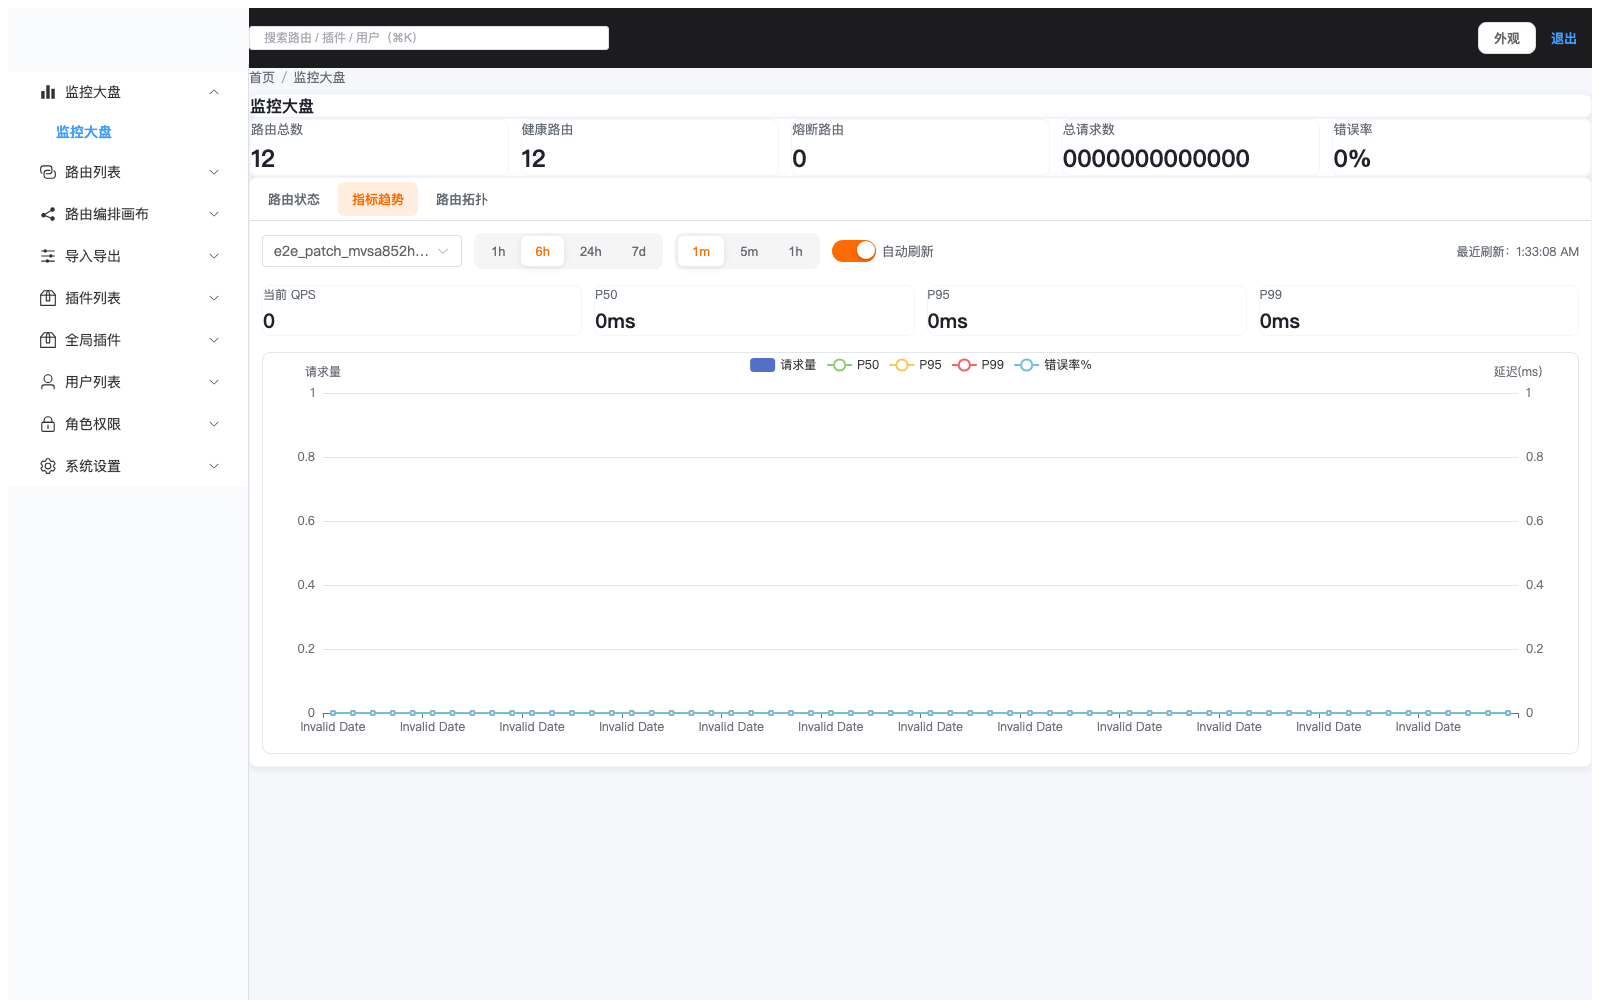 搜索路由 / 插件 / 用户（⌘K）
外观
退出
监控大盘
监控大盘
路由列表
路由编排画布
导入导出
插件列表
全局插件
用户列表
角色权限
系统设置
首页 / 监控大盘
监控大盘
路由总数
12
健康路由
12
熔断路由
0
总请求数
0000000000000
错误率
0%
路由状态 指标趋势 路由拓扑
e2e_patch_mvsa852h...
1h 6h 24h 7d
1m 5m 1h
自动刷新
最近刷新：1:33:08 AM
当前 QPS
0
P50
0ms
P95
0ms
P99
0ms
请求量 P50 P95 P99 错误率%
请求量
延迟(ms)
1 1
0.8 0.8
0.6 0.6
0.4 0.4
0.2 0.2
0 0
Invalid Date Invalid Date Invalid Date Invalid Date Invalid Date Invalid Date Invalid Date Invalid Date Invalid Date Invalid Date Invalid Date Invalid Date